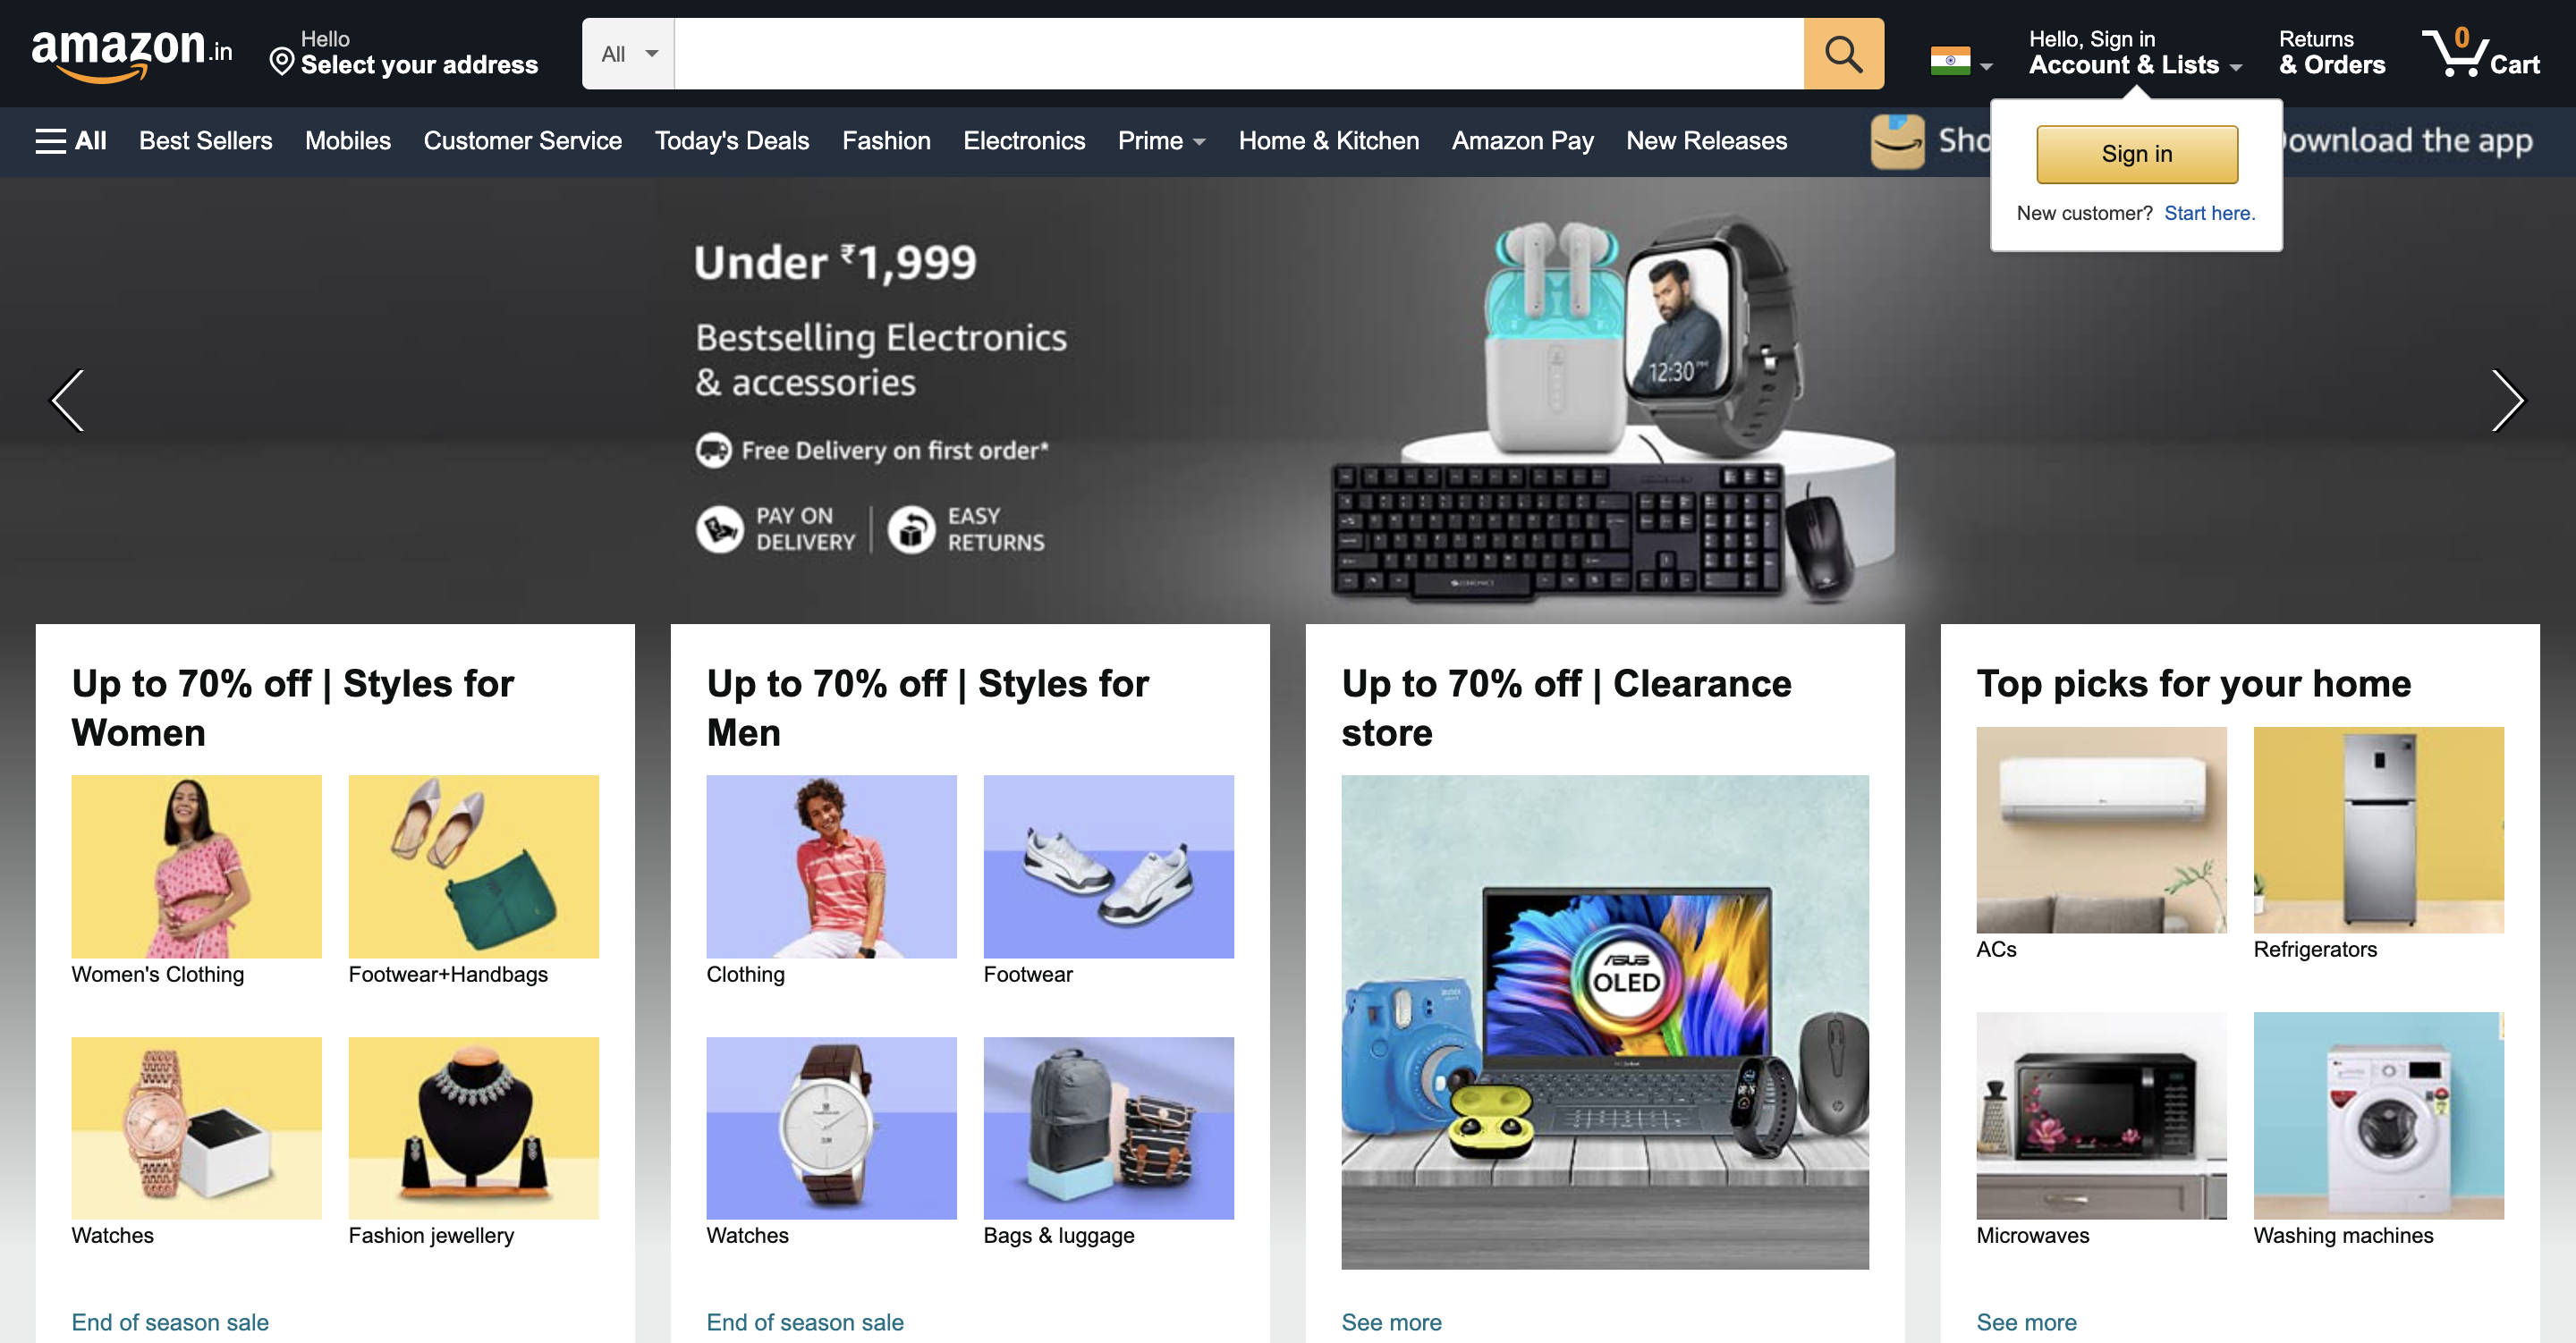 amazon.in
Hello
Select your address
All
Hello, Sign in
Account & Lists
Returns
& Orders
0
Cart
All
Best Sellers
Mobiles
Customer Service
Today's Deals
Fashion
Electronics
Prime
Home & Kitchen
Amazon Pay
New Releases
Sho
ownload the app
Sign in
New customer? Start here.
Under ₹1,999
Bestselling Electronics
& accessories
Free Delivery on first order*
PAY ON
DELIVERY
EASY
RETURNS
12:30 PM
Up to 70% off | Styles for
Women
Women's Clothing
Footwear+Handbags
Watches
Fashion jewellery
End of season sale
Up to 70% off | Styles for
Men
Clothing
Footwear
Watches
Bags & luggage
End of season sale
Up to 70% off | Clearance
store
ASUS
OLED
hp
See more
Top picks for your home
ACs
Refrigerators
Microwaves
Washing machines
See more